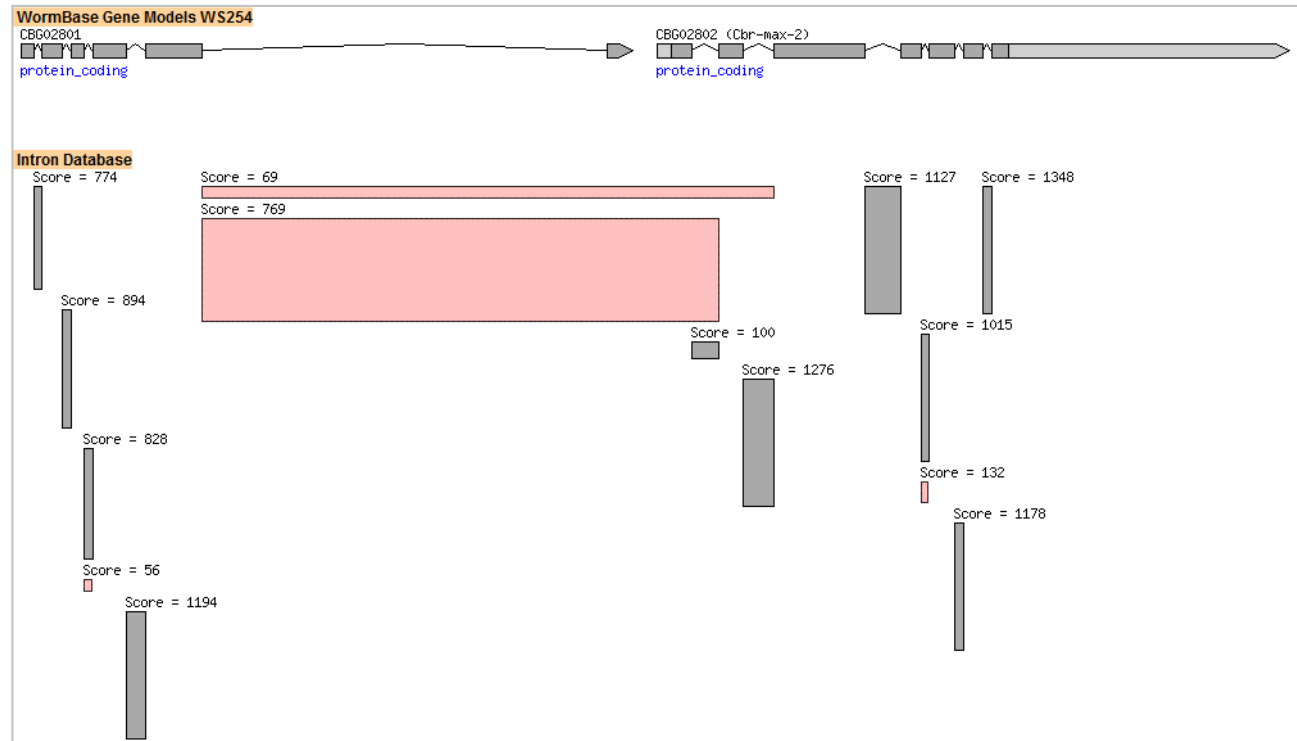 WormBase Gene Models WS254
CBG02801
CBG02802 (Cbr-max-2)
protein_coding
protein_coding
Intron Database
Score = 774
Score = 69
Score = 1127
Score = 1348
Score = 769
Score = 894
Score = 1015
Score = 100
Score = 1276
Score = 828
Score = 132
Score = 1178
Score = 56
Score = 1194